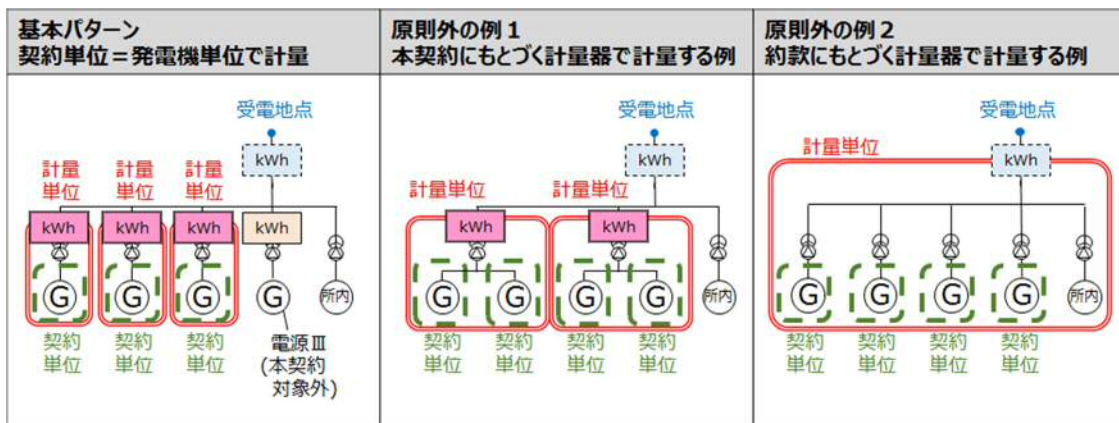 基本パターン
契約単位＝発電機単位で計量
受電地点
kWh
計量
単位
計量
単位
計量
単位
kWh
kWh
kWh
kWh
G
G
G
G
所内
契約
単位
契約
単位
契約
単位
電源Ⅲ
(本契約
対象外)
原則外の例１
本契約にもとづく計量器で計量する例
受電地点
kWh
計量単位
計量単位
kWh
kWh
G
G
G
G
所内
契約
単位
契約
単位
契約
単位
契約
単位
原則外の例２
約款にもとづく計量器で計量する例
受電地点
計量単位
kWh
G
G
G
G
所内
契約
単位
契約
単位
契約
単位
契約
単位